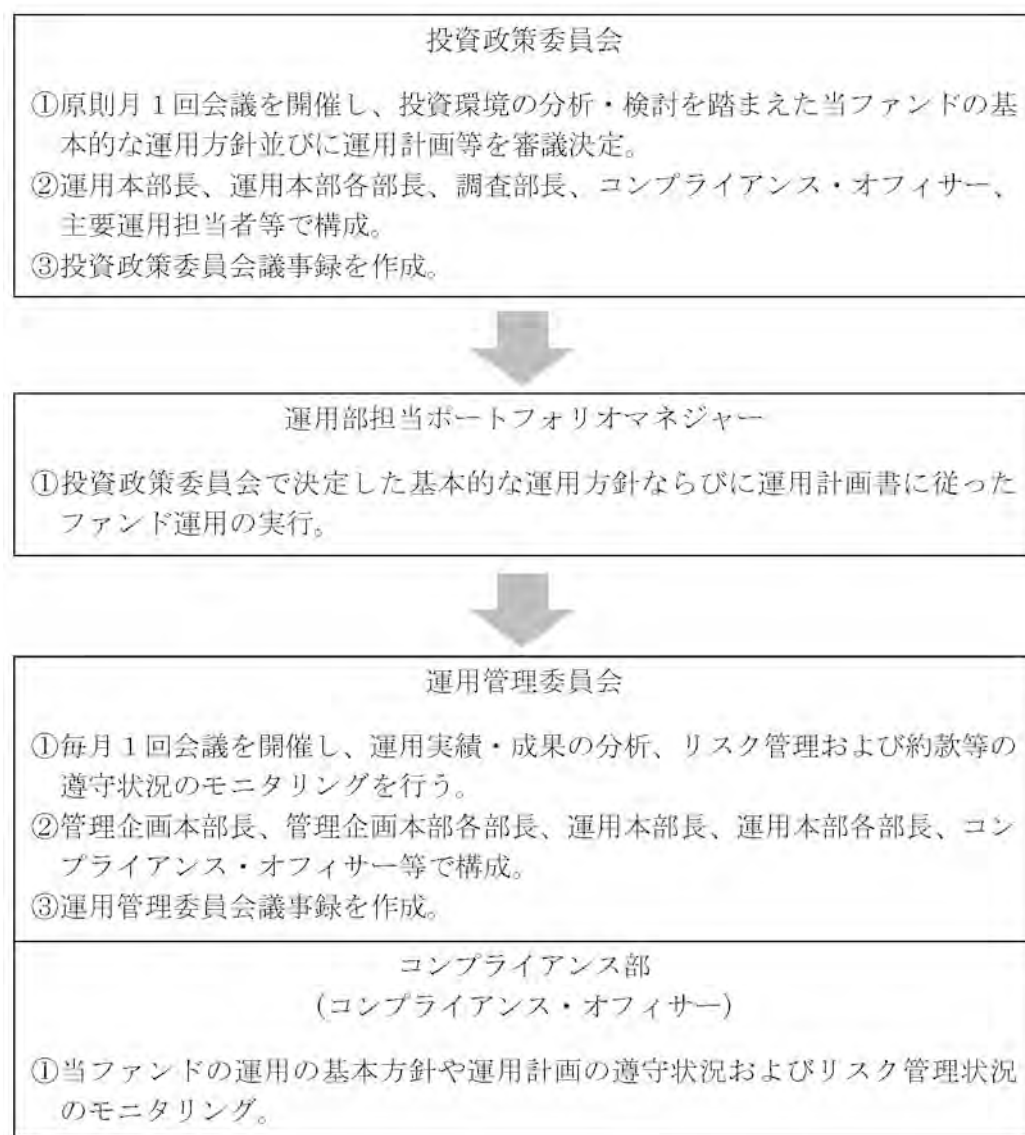 投資政策委員会
①原則月1回会議を開催し、投資環境の分析・検討を踏まえた当ファンドの基
本的な運用方針並びに運用計画等を審議決定。
②運用本部長、運用本部各部長、調査部長、コンプライアンス・オフィサー、
主要運用担当者等で構成。
③投資政策委員会議事録を作成。
運用部担当ポートフォリオマネジャー
①投資政策委員会で決定した基本的な運用方針ならびに運用計画書に従った
ファンド運用の実行。
運用管理委員会
①毎月1回会議を開催し、運用実績・成果の分析、リスク管理および約款等の
遵守状況のモニタリングを行う。
②管理企画本部長、管理企画本部各部長、運用本部長、運用本部各部長、コン
プライアンス・オフィサー等で構成。
③運用管理委員会議事録を作成。
コンプライアンス部
(コンプライアンス・オフィサー)
①当ファンドの運用の基本方針や運用計画の遵守状況およびリスク管理状況
のモニタリング。